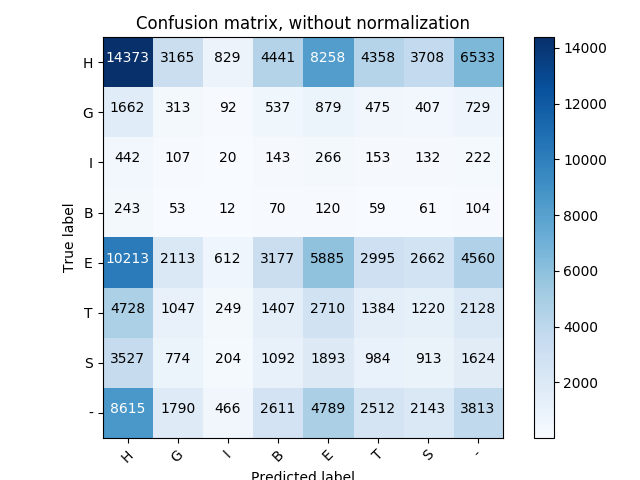 Confusion matrix, without normalization
H 14373 3165 829 4441 8258 4358 3708 6533
G 1662 313 92 537 879 475 407 729
I 442 107 20 143 266 153 132 222
B 243 53 12 70 120 59 61 104
E 10213 2113 612 3177 5885 2995 2662 4560
T 4728 1047 249 1407 2710 1384 1220 2128
S 3527 774 204 1092 1893 984 913 1624
- 8615 1790 466 2611 4789 2512 2143 3813
H G I B E T S -
True label
Predicted label
14000
12000
10000
8000
6000
4000
2000